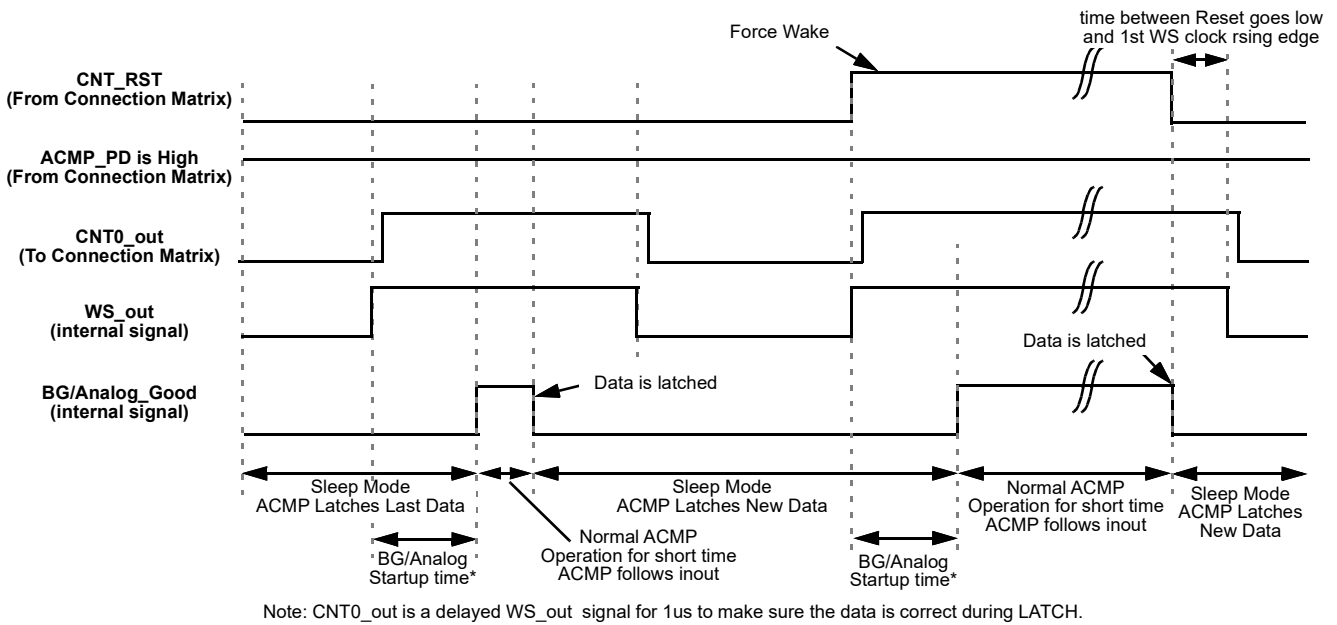 time between Reset goes low
and 1st WS clock rsing edge
Force Wake
CNT_RST
(From Connection Matrix)
ACMP_PD is High
(From Connection Matrix)
CNT0_out
(To Connection Matrix)
WS_out
(internal signal)
Data is latched
BG/Analog_Good
(internal signal)
Data is latched
Sleep Mode
ACMP Latches Last Data
Sleep Mode
ACMP Latches New Data
Normal ACMP
Operation for short time
ACMP follows inout
Sleep Mode
ACMP Latches
New Data
BG/Analog
Startup time*
Normal ACMP
Operation for short time
ACMP follows inout
BG/Analog
Startup time*
Note: CNT0_out is a delayed WS_out signal for 1us to make sure the data is correct during LATCH.